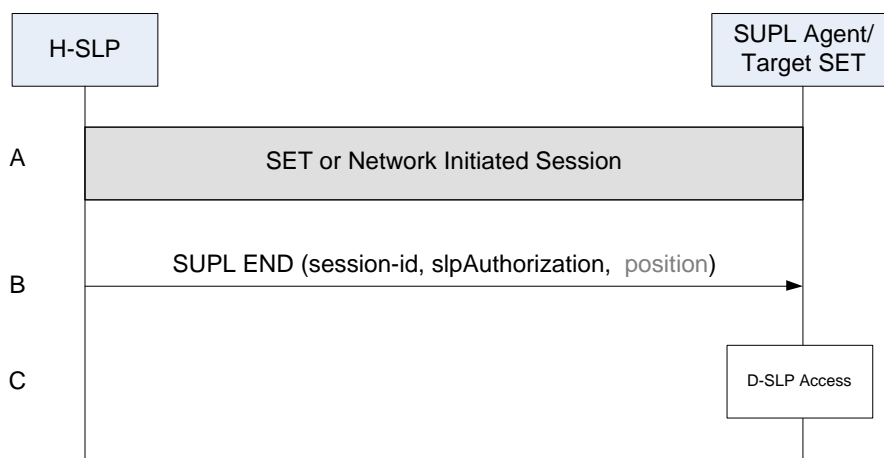 H-SLP
SUPL Agent/
Target SET
A
SET or Network Initiated Session
SUPL END (session-id, slpAuthorization, position)
B
C
D-SLP Access